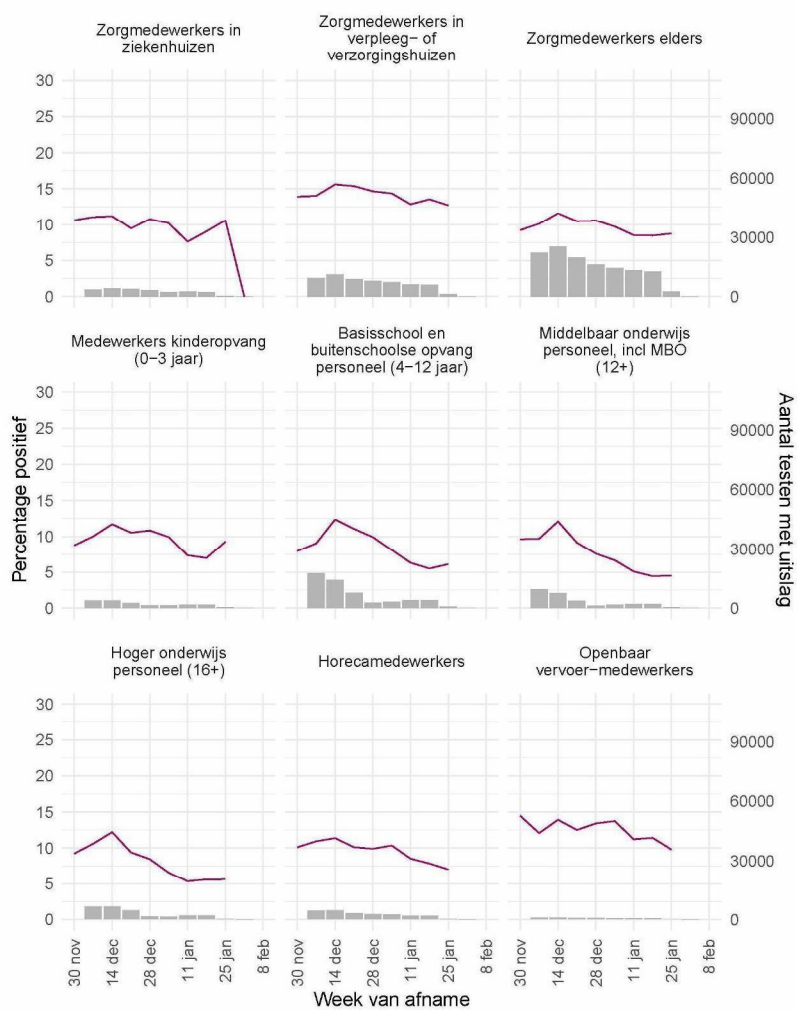 Zorgmedewerkers in
ziekenhuizen
Zorgmedewerkers in
verpleeg− of
verzorgingshuizen
Zorgmedewerkers elders
30
25
20
15
10
5
0
90000
60000
30000
0
Medewerkers kinderopvang
(0−3 jaar)
Basisschool en
buitenschoolse opvang
personeel (4−12 jaar)
Middelbaar onderwijs
personeel, incl MBO
(12+)
Percentage positief
30
25
20
15
10
5
0
90000
60000
30000
0
Aantal testen met uitslag
Hoger onderwijs
personeel (16+)
Horecamedewerkers
Openbaar
vervoer−medewerkers
30
25
20
15
10
5
0
90000
60000
30000
0
30 nov
14 dec
28 dec
11 jan
25 jan
8 feb
30 nov
14 dec
28 dec
11 jan
25 jan
8 feb
30 nov
14 dec
28 dec
11 jan
25 jan
8 feb
Week van afname